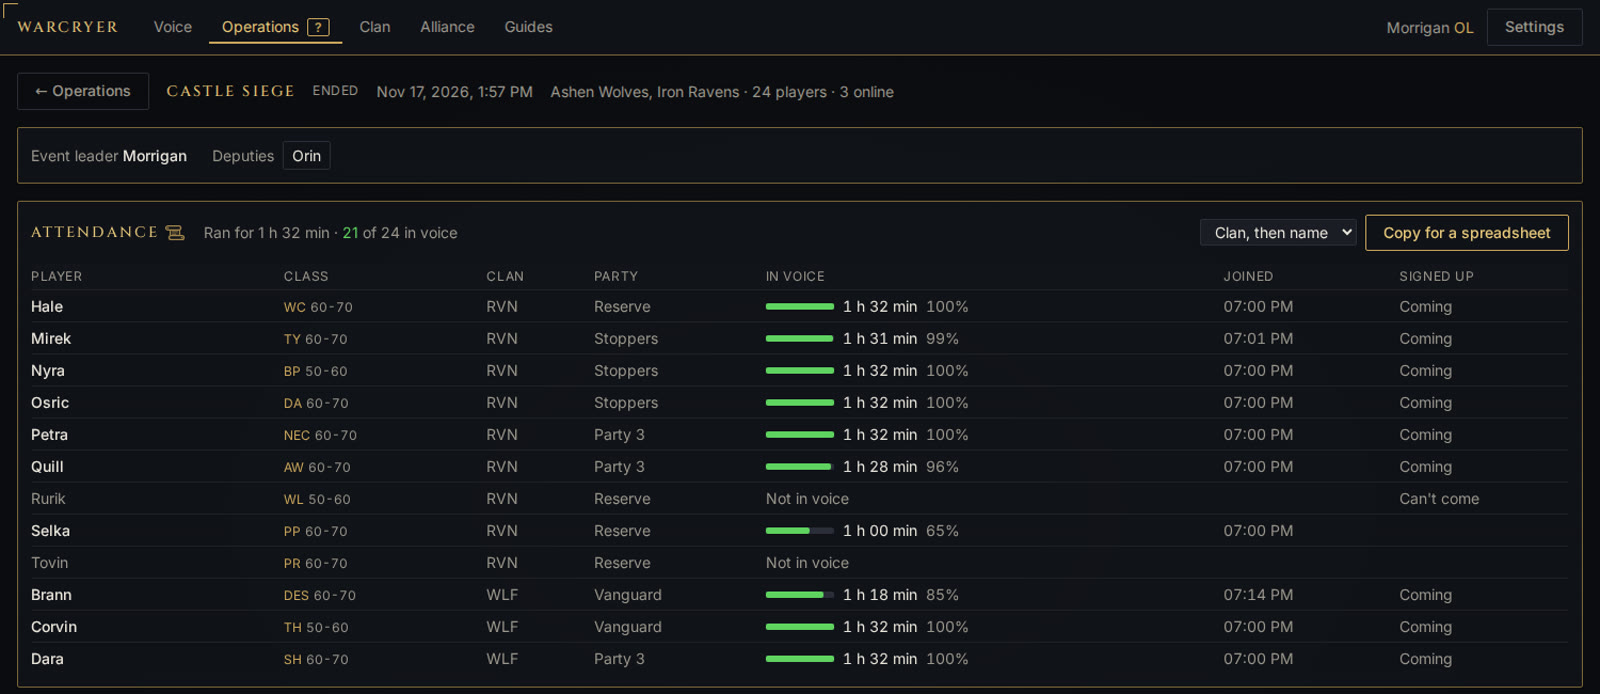 WARCRYER Voice Operations ? Clan Alliance Guides Morrigan OL Settings
← Operations CASTLE SIEGE ENDED Nov 17, 2026, 1:57 PM Ashen Wolves, Iron Ravens · 24 players · 3 online
Event leader Morrigan Deputies Orin
ATTENDANCE Ran for 1 h 32 min · 21 of 24 in voice Clan, then name Copy for a spreadsheet
PLAYER CLASS CLAN PARTY IN VOICE JOINED SIGNED UP
Hale WC 60-70 RVN Reserve 1 h 32 min 100% 07:00 PM Coming
Mirek TY 60-70 RVN Stoppers 1 h 31 min 99% 07:01 PM Coming
Nyra BP 50-60 RVN Stoppers 1 h 32 min 100% 07:00 PM Coming
Osric DA 60-70 RVN Stoppers 1 h 32 min 100% 07:00 PM Coming
Petra NEC 60-70 RVN Party 3 1 h 32 min 100% 07:00 PM Coming
Quill AW 60-70 RVN Party 3 1 h 28 min 96% 07:00 PM Coming
Rurik WL 50-60 RVN Reserve Not in voice Can't come
Selka PP 60-70 RVN Reserve 1 h 00 min 65% 07:00 PM
Tovin PR 60-70 RVN Reserve Not in voice
Brann DES 60-70 WLF Vanguard 1 h 18 min 85% 07:14 PM Coming
Corvin TH 50-60 WLF Vanguard 1 h 32 min 100% 07:00 PM Coming
Dara SH 60-70 WLF Party 3 1 h 32 min 100% 07:00 PM Coming